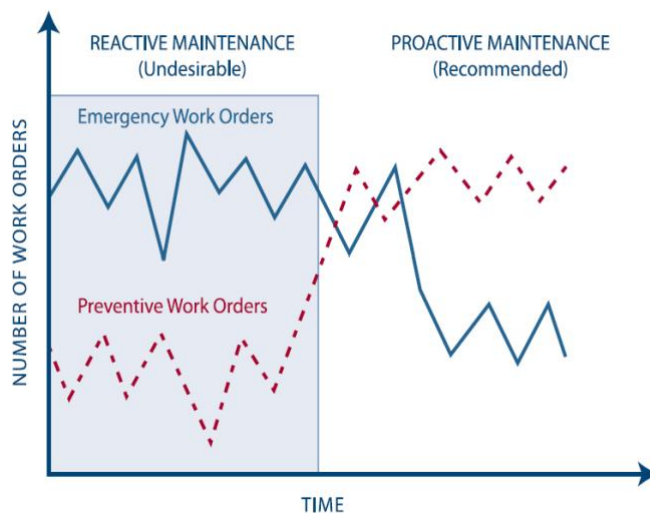 REACTIVE MAINTENANCE
(Undesirable)
PROACTIVE MAINTENANCE
(Recommended)
Emergency Work Orders
Preventive Work Orders
NUMBER OF WORK ORDERS
TIME